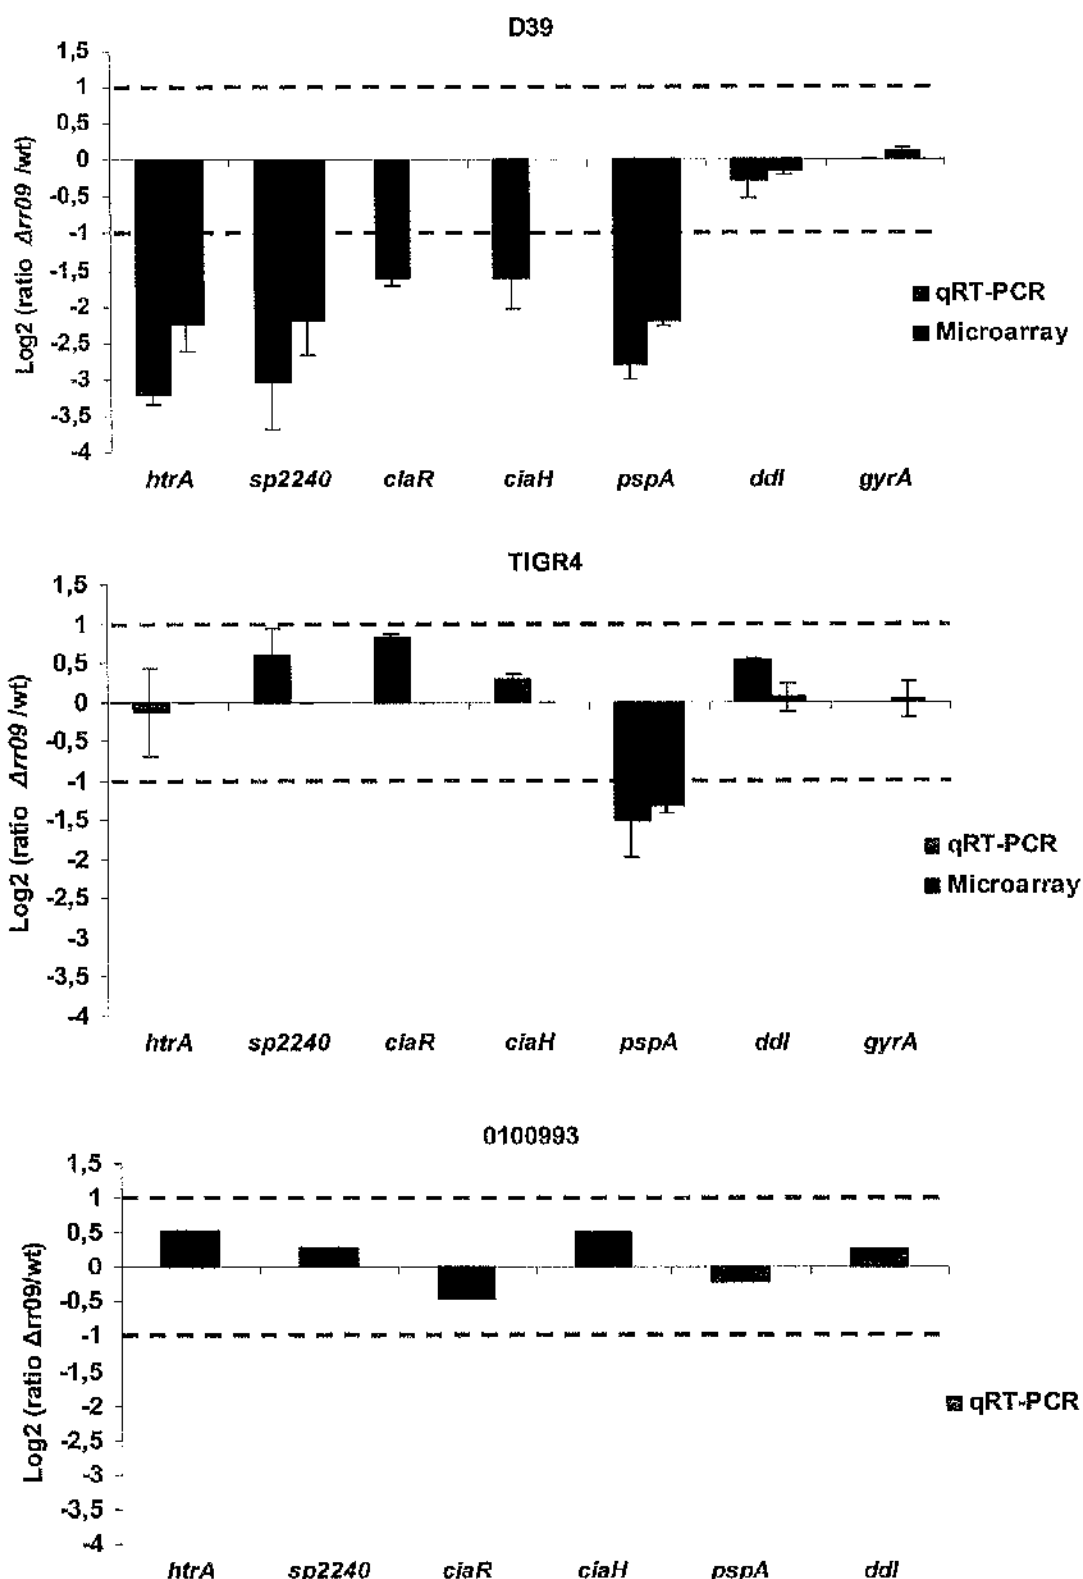 D39
1,5
1
0,5
0
-0,5
-1
-1,5
-2
-2,5
-3
-3,5
-4
Log2 (ratio Δrr09 /wt)
qRT-PCR
Microarray
htrA sp2240 ciaR ciaH pspA ddl gyrA
TIGR4
1,5
1
0,5
0
-0,5
-1
-1,5
-2
-2,5
-3
-3,5
-4
Log2 (ratio Δrr09 /wt)
qRT-PCR
Microarray
htrA sp2240 ciaR ciaH pspA ddl gyrA
0100993
1,5
1
0,5
0
-0,5
-1
-1,5
-2
-2,5
-3
-3,5
-4
Log2 (ratio Δrr09/wt)
qRT-PCR
htrA sp2240 ciaR ciaH pspA ddl